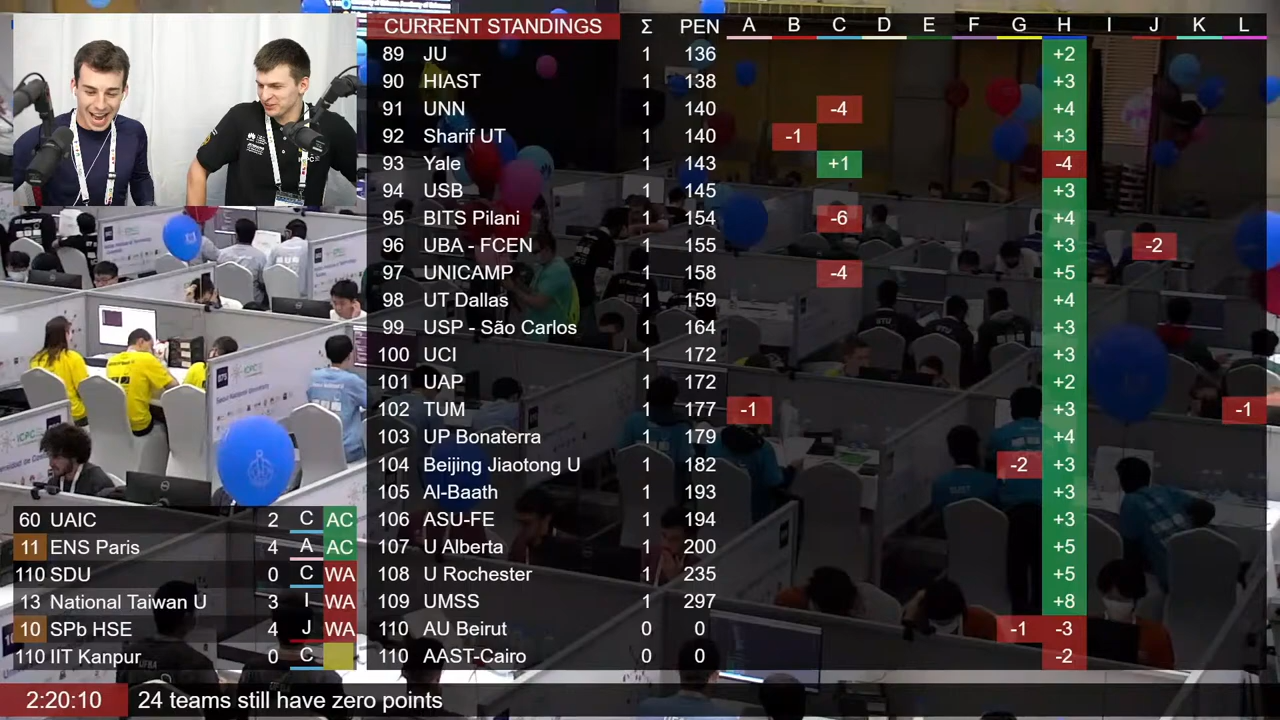 CURRENT STANDINGS Σ PEN A B C D E F G H I J K L
89 JU 1 136 +2
90 HIAST 1 138 +3
91 UNN 1 140 -4 +4
92 Sharif UT 1 140 -1 +3
93 Yale 1 143 +1 -4
94 USB 1 145 +3
95 BITS Pilani 1 154 -6 +4
96 UBA - FCEN 1 155 +3 -2
97 UNICAMP 1 158 -4 +5
98 UT Dallas 1 159 +4
99 USP - São Carlos 1 164 +3
100 UCI 1 172 +3
101 UAP 1 172 +2
102 TUM 1 177 -1 +3 -1
103 UP Bonaterra 1 179 +4
104 Beijing Jiaotong U 1 182 -2 +3
105 Al-Baath 1 193 +3
106 ASU-FE 1 194 +3
107 U Alberta 1 200 +5
108 U Rochester 1 235 +5
109 UMSS 1 297 +8
110 AU Beirut 0 0 -1 -3
110 AAST-Cairo 0 0 -2
60 UAIC 2 C AC
11 ENS Paris 4 A AC
110 SDU 0 C WA
13 National Taiwan U 3 I WA
10 SPb HSE 4 J WA
110 IIT Kanpur 0 C
2:20:10 24 teams still have zero points